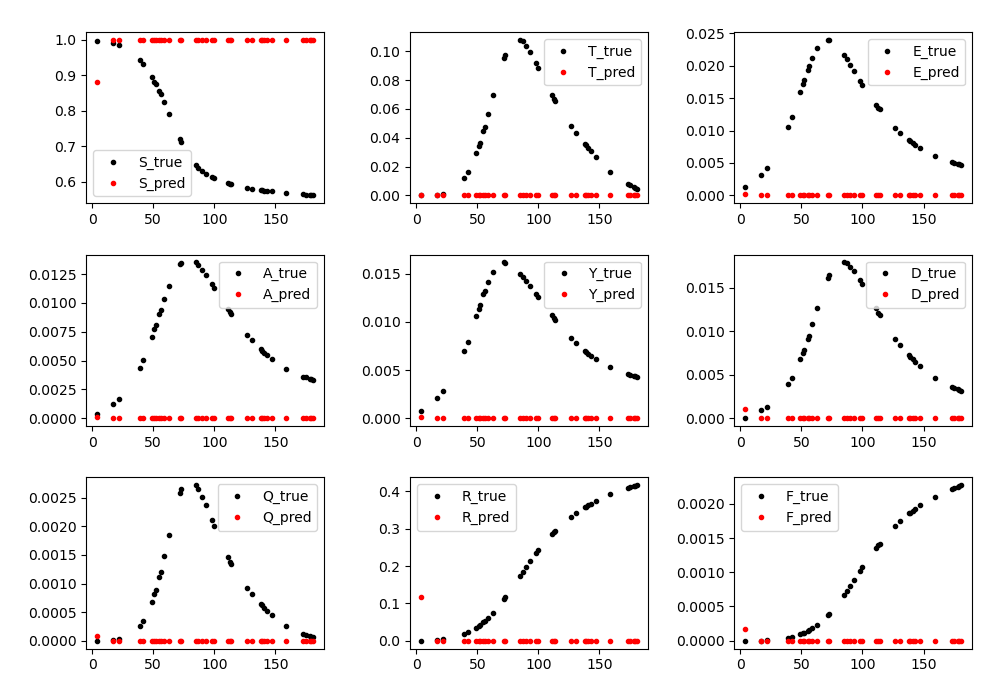 1.0
0.9
0.8
0.7
0.6
S_true
S_pred
0 50 100 150
0.10
0.08
0.06
0.04
0.02
0.00
T_true
T_pred
0 50 100 150
0.025
0.020
0.015
0.010
0.005
0.000
E_true
E_pred
0 50 100 150
0.0125
0.0100
0.0075
0.0050
0.0025
0.0000
A_true
A_pred
0 50 100 150
0.015
0.010
0.005
0.000
Y_true
Y_pred
0 50 100 150
0.015
0.010
0.005
0.000
D_true
D_pred
0 50 100 150
0.0025
0.0020
0.0015
0.0010
0.0005
0.0000
Q_true
Q_pred
0 50 100 150
0.4
0.3
0.2
0.1
0.0
R_true
R_pred
0 50 100 150
0.0020
0.0015
0.0010
0.0005
0.0000
F_true
F_pred
0 50 100 150